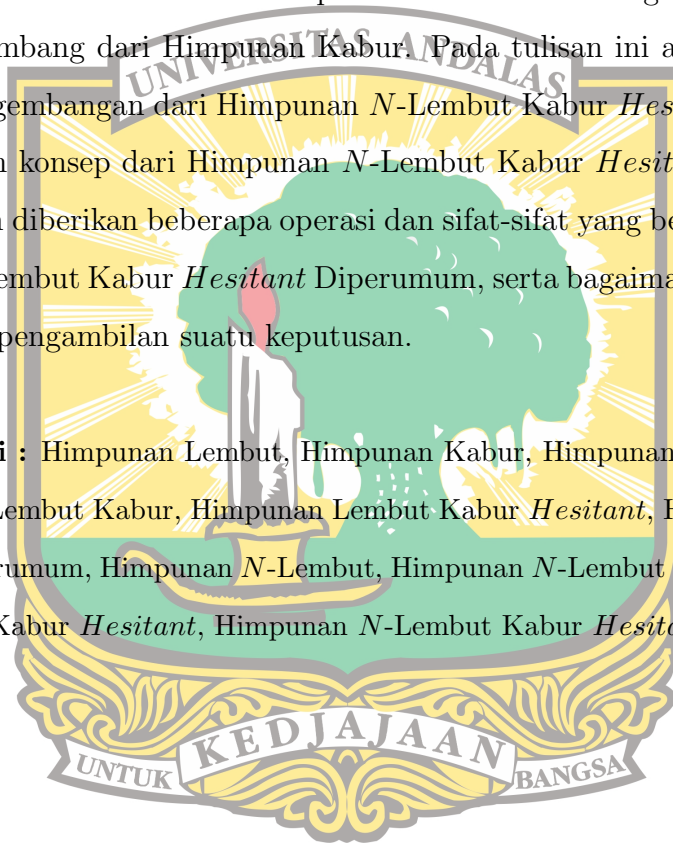 UNIVERSITAS ANDALAS
mbang dari Himpunan Kabur. Pada tulisan ini a
gembangan dari Himpunan N-Lembut Kabur Hes
n konsep dari Himpunan N-Lembut Kabur Hesit
n diberikan beberapa operasi dan sifat-sifat yang be
embut Kabur Hesitant Diperumum, serta bagaima
pengambilan suatu keputusan.
i : Himpunan Lembut, Himpunan Kabur, Himpunan
Lembut Kabur, Himpunan Lembut Kabur Hesitant, H
rumum, Himpunan N-Lembut, Himpunan N-Lembut
Kabur Hesitant, Himpunan N-Lembut Kabur Hesita
KEDJAJAAN
UNTUK BANGSA